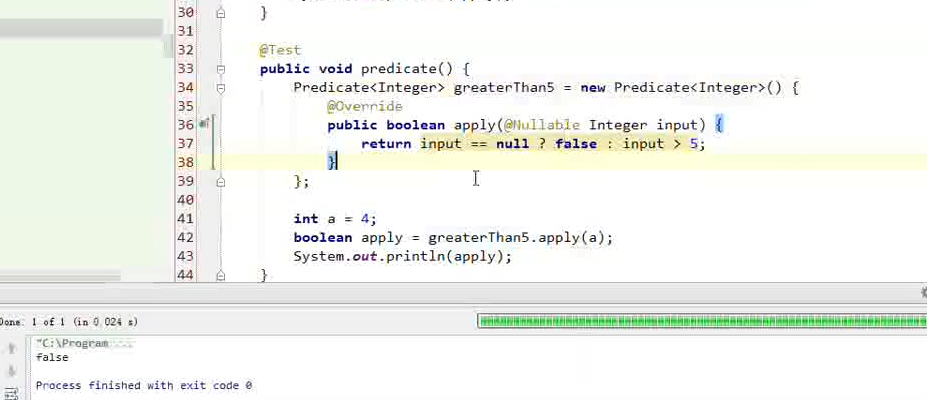 30 }
31
32 @Test
33 public void predicate() {
34 Predicate<Integer> greaterThan5 = new Predicate<Integer>() {
35 @Override
36 public boolean apply(@Nullable Integer input) {
37 return input == null ? false : input > 5;
38 }
39 };
40
41 int a = 4;
42 boolean apply = greaterThan5.apply(a);
43 System.out.println(apply);
44 }
Done: 1 of 1 (in 0.024 s)
"C:\Program ...
false
Process finished with exit code 0